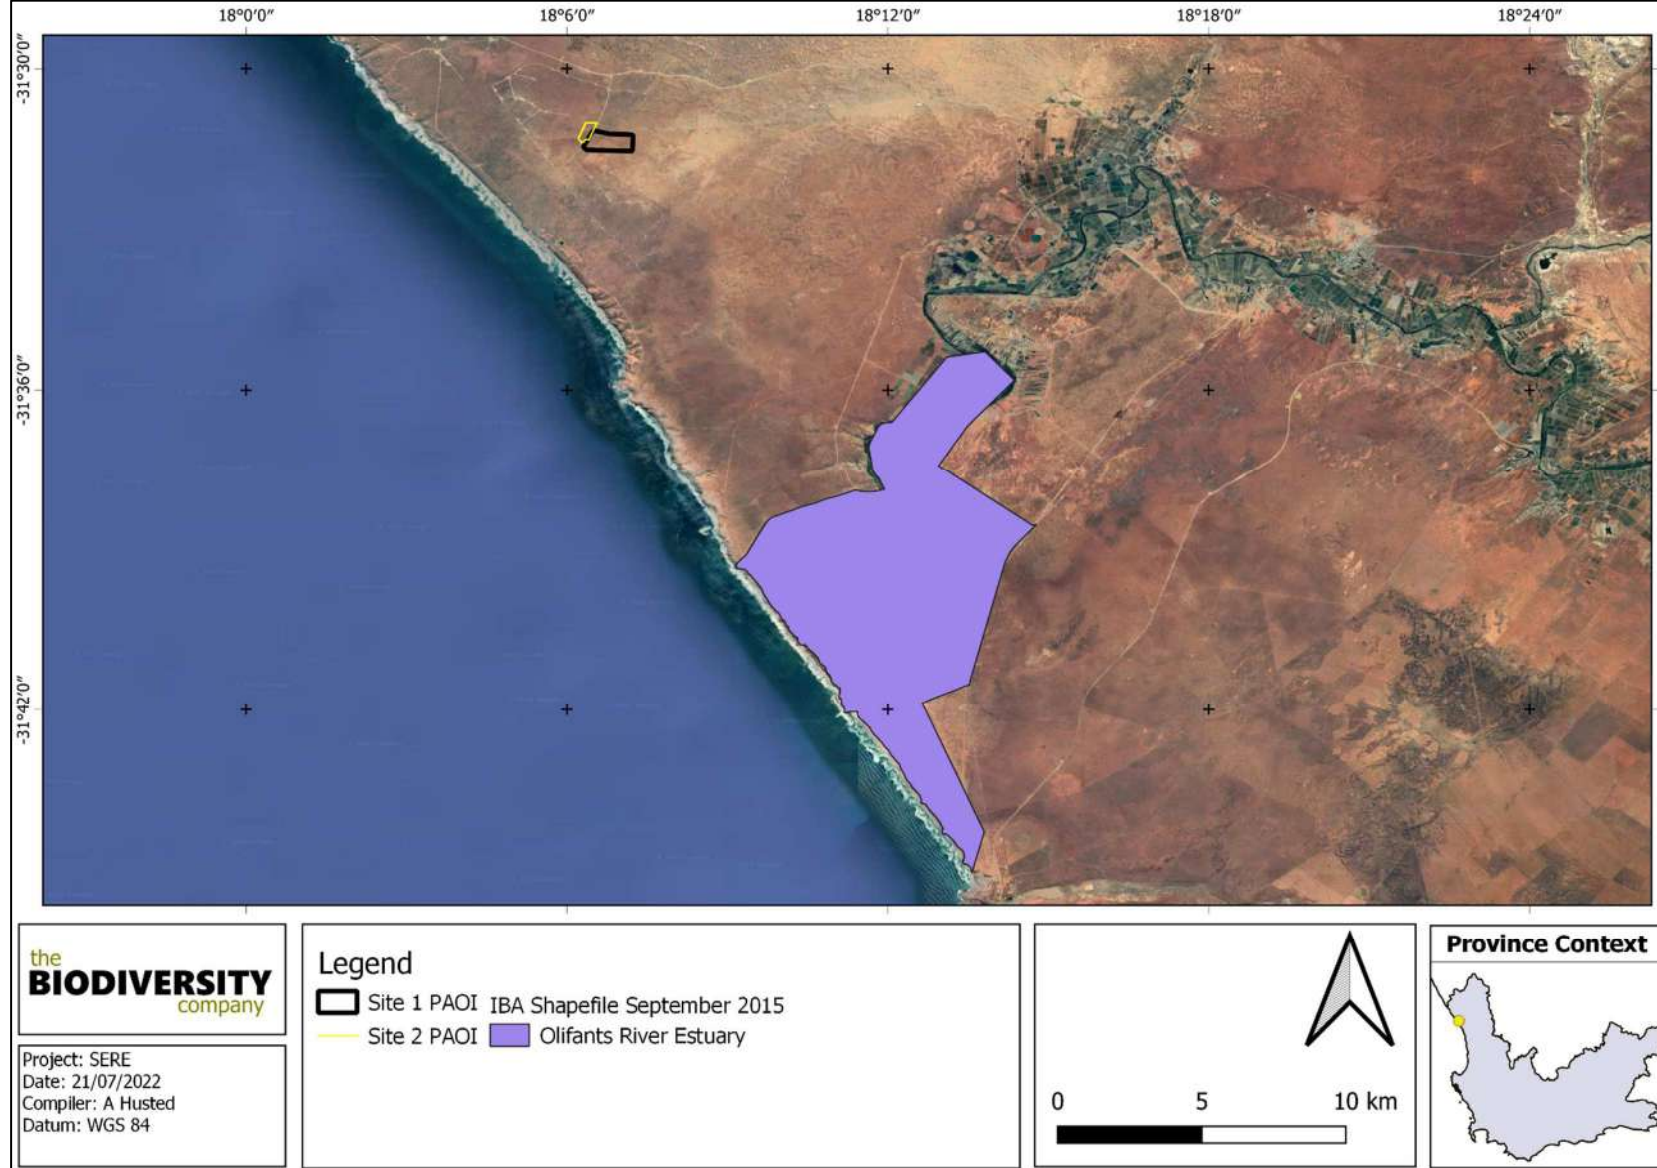 18°0′0″ 18°6′0″ 18°12′0″ 18°18′0″ 18°24′0″
-31°30′0″
-31°36′0″
-31°42′0″
the
BIODIVERSITY
company
Project: SERE
Date: 21/07/2022
Compiler: A Husted
Datum: WGS 84
Legend
Site 1 PAOI IBA Shapefile September 2015
Site 2 PAOI Olifants River Estuary
0 5 10 km
Province Context